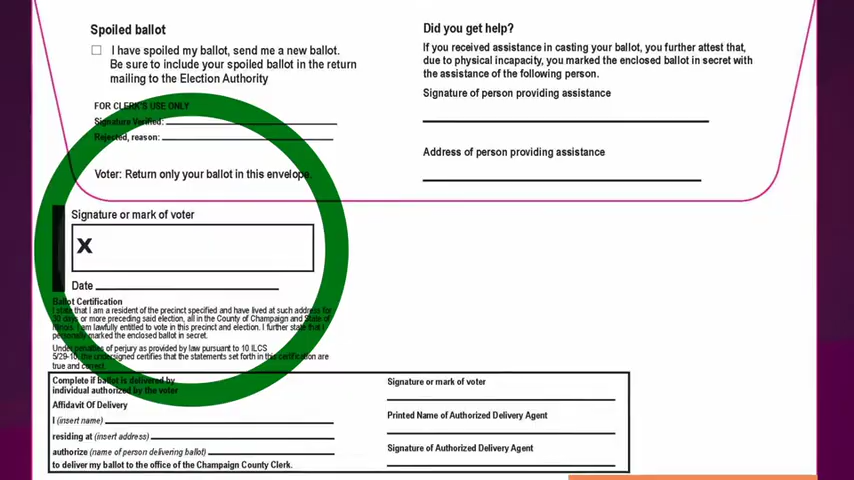 Spoiled ballot
I have spoiled my ballot, send me a new ballot.
Be sure to include your spoiled ballot in the return
mailing to the Election Authority
FOR CLERK'S USE ONLY
Signature Verified:
Rejected, reason:
Voter: Return only your ballot in this envelope.
Did you get help?
If you received assistance in casting your ballot, you further attest that,
due to physical incapacity, you marked the enclosed ballot in secret with
the assistance of the following person.
Signature of person providing assistance
Address of person providing assistance
Signature or mark of voter
X
Date
Ballot Certification
I state that I am a resident of the precinct specified and have lived at such address for
30 days or more preceding said election, all in the County of Champaign and State of
Illinois. I am lawfully entitled to vote in this precinct and election. I further state that I
personally marked the enclosed ballot in secret.
Under penalties of perjury as provided by law pursuant to 10 ILCS
5/29-10, the undersigned certifies that the statements set forth in this certification are
true and correct.
Complete if ballot is delivered by
individual authorized by the voter
Affidavit Of Delivery
I (insert name)
residing at (insert address)
authorize (name of person delivering ballot)
to deliver my ballot to the office of the Champaign County Clerk.
Signature or mark of voter
Printed Name of Authorized Delivery Agent
Signature of Authorized Delivery Agent